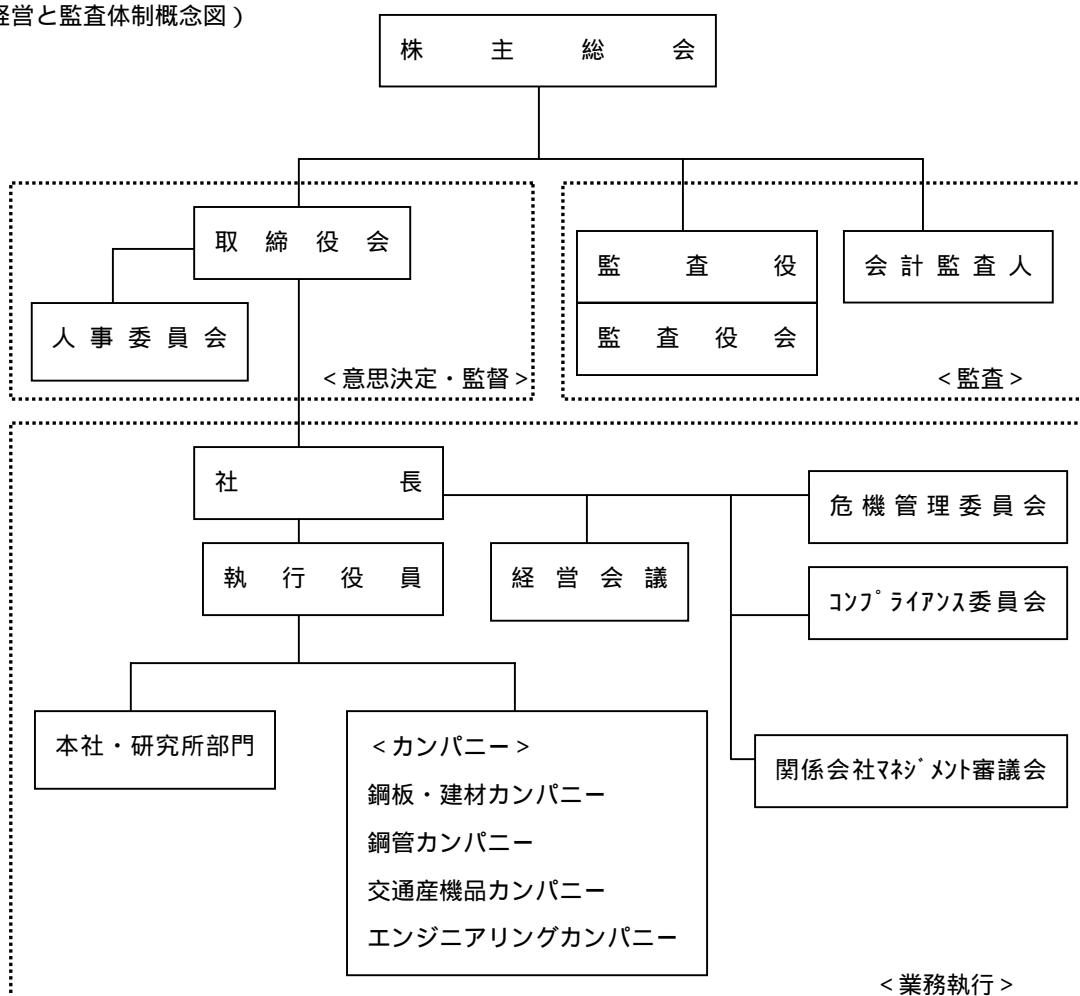 経営と監査体制概念図)
株主総会
取締役会
人事委員会
<意思決定・監督>
監査役
監査役会
会計監査人
<監査>
社長
執行役員
経営会議
危機管理委員会
コンプライアンス委員会
関係会社マネジメント審議会
本社・研究所部門
<カンパニー>
鋼板・建材カンパニー
鋼管カンパニー
交通産機品カンパニー
エンジニアリングカンパニー
<業務執行>